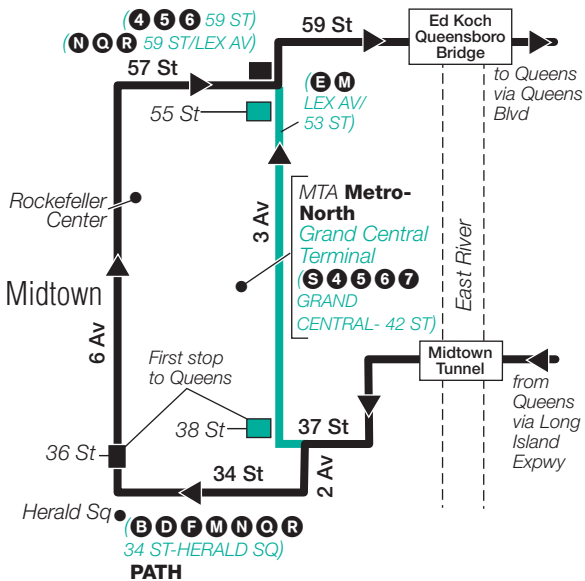 (4 5 6 59 ST)
(N Q R 59 ST/LEX AV)
57 St
59 St
Ed Koch
Queensboro
Bridge
to Queens
via Queens
Blvd
55 St
(E M
LEX AV/
53 ST)
Rockefeller
Center
3 Av
MTA Metro-
North
Grand Central
Terminal
(S 4 5 6 7
GRAND
CENTRAL- 42 ST)
East River
Midtown
6 Av
First stop
to Queens
Midtown
Tunnel
from
Queens
via Long
Island
Expwy
38 St
37 St
36 St
34 St
2 Av
Herald Sq
(B D F M N Q R
34 ST-HERALD SQ)
PATH